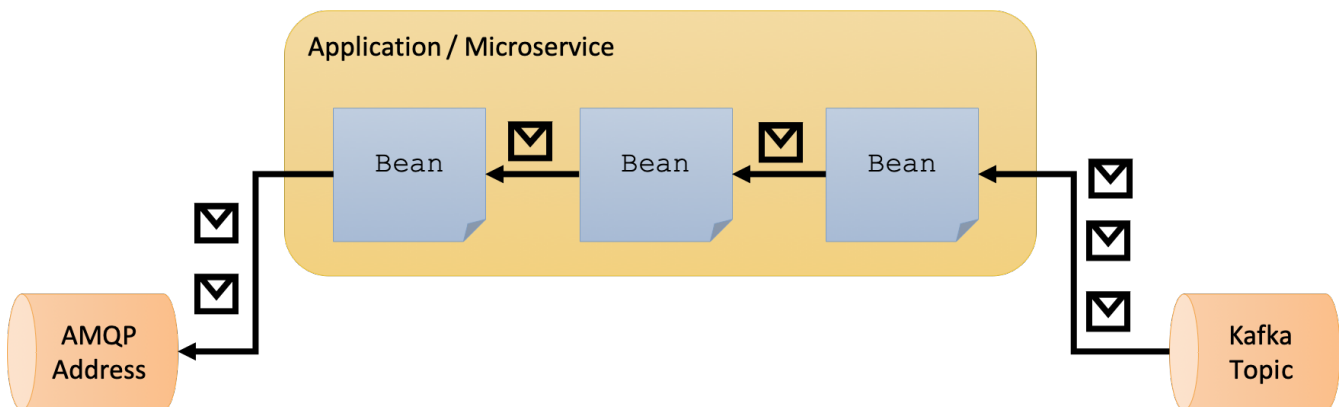 Application / Microservice
Bean
Bean
Bean
AMQP
Address
Kafka
Topic